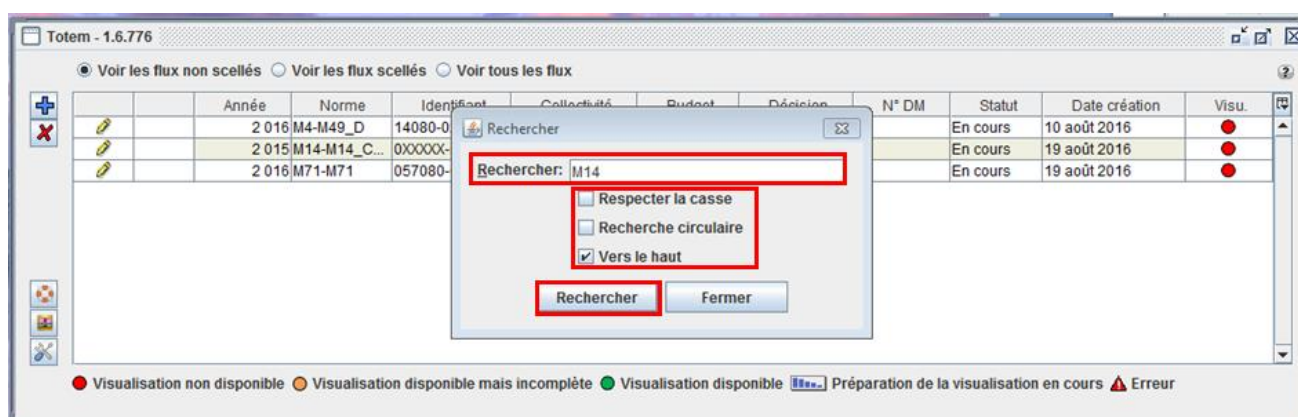 Totem - 1.6.776
Voir les flux non scellés Voir les flux scellés Voir tous les flux
Année Norme Identifiant Collectivité Budget Décision N° DM Statut Date création Visu.
2 016 M4-M49_D 14080-0 En cours 10 août 2016
2 015 M14-M14_C... 0XXXXX- En cours 19 août 2016
2 016 M71-M71 057080- En cours 19 août 2016
Rechercher
Rechercher: M14
Respecter la casse
Recherche circulaire
Vers le haut
Rechercher Fermer
Visualisation non disponible Visualisation disponible mais incomplète Visualisation disponible Préparation de la visualisation en cours Erreur